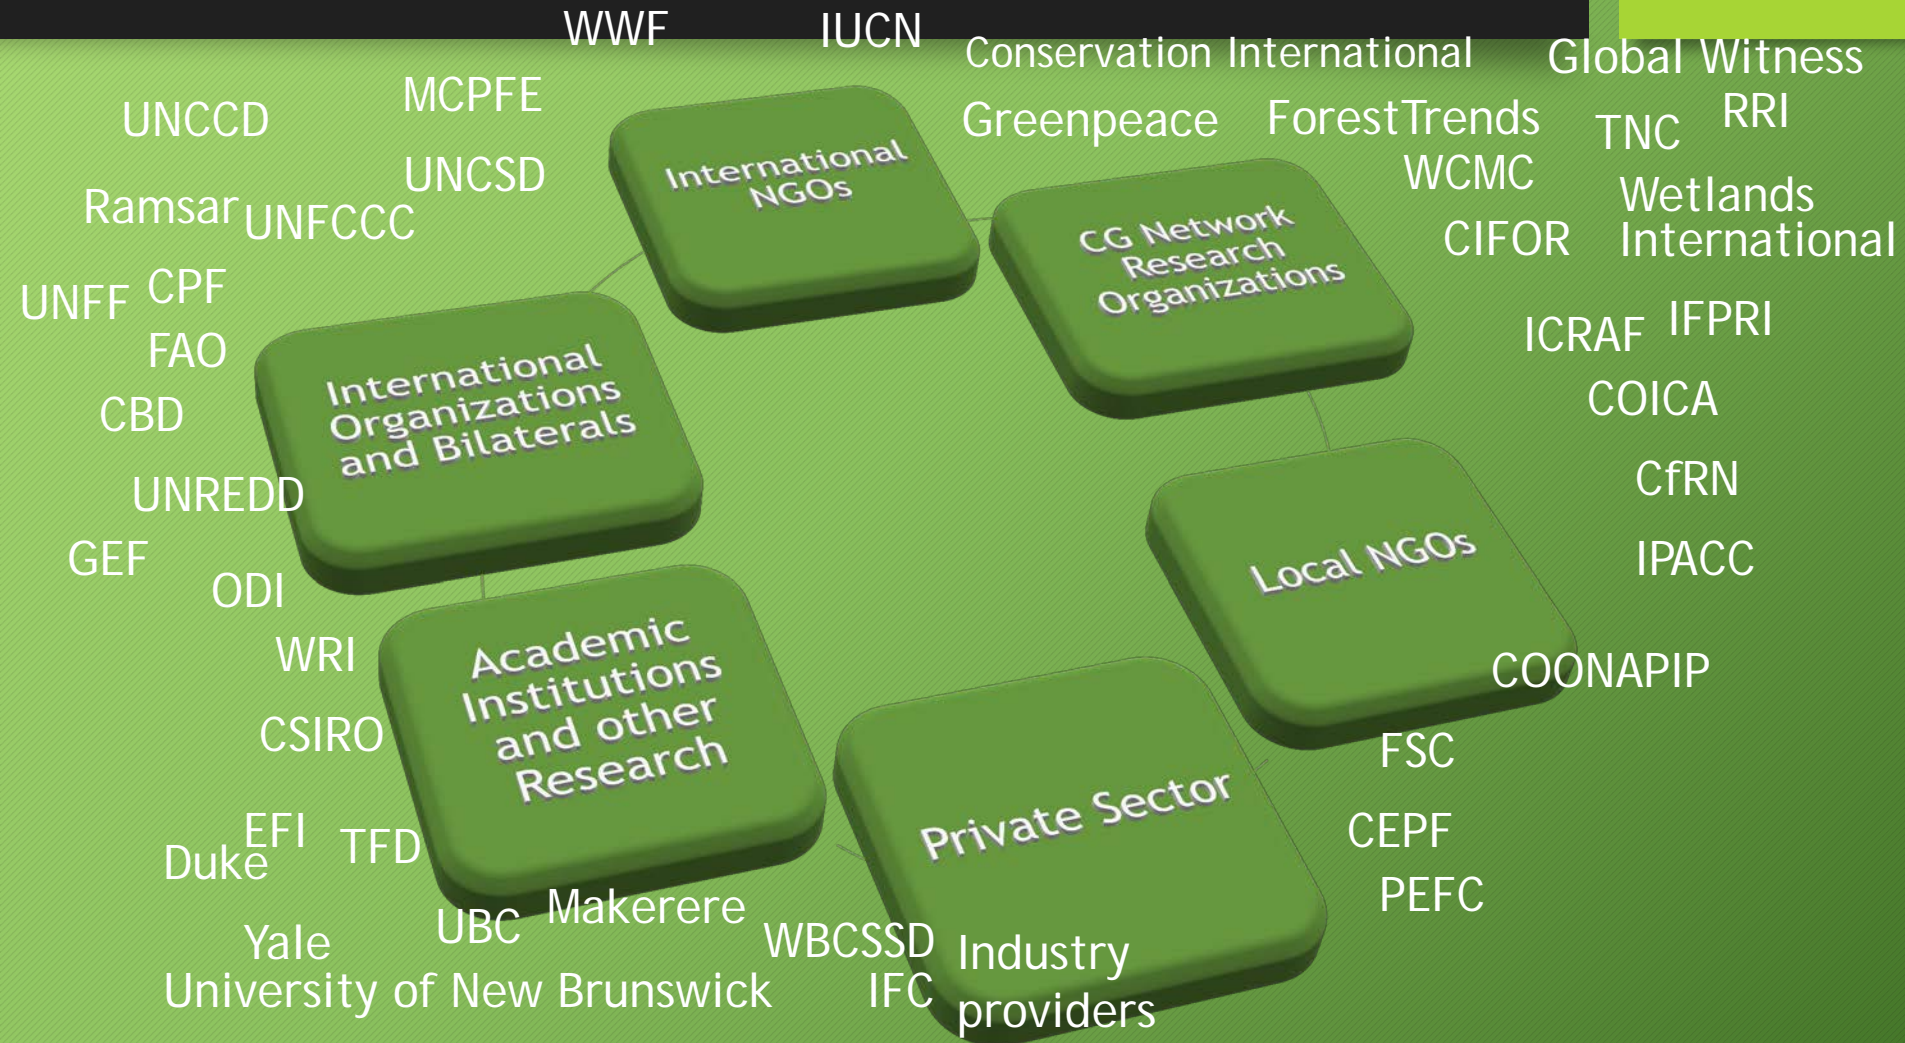 WWF
IUCN
Conservation International
Global Witness
MCPFE
UNCCD
Greenpeace
ForestTrends
TNC
RRI
International
NGOs
UNCSD
WCMC
Ramsar
UNFCCC
Wetlands
International
CG Network
Research
Organizations
CIFOR
UNFF
CPF
FAO
ICRAF
IFPRI
International
Organizations
and Bilaterals
CBD
COICA
UNREDD
CfRN
GEF
ODI
Local NGOs
IPACC
WRI
Academic
Institutions
and other
Research
COONAPIP
CSIRO
FSC
Private Sector
EFI
TFD
Duke
CEPF
PEFC
Yale
UBC
Makerere
WBCSSD
Industry
providers
University of New Brunswick
IFC